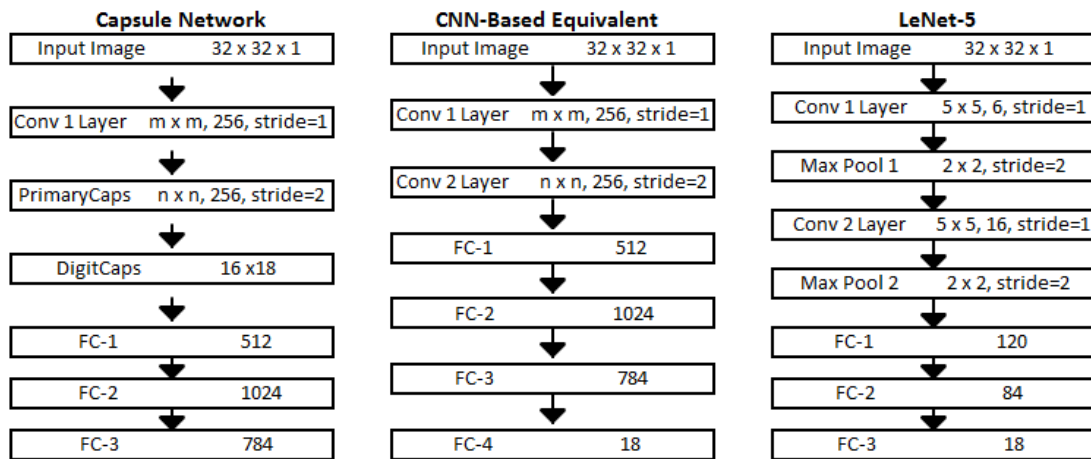 Capsule Network
Input Image 32 x 32 x 1
Conv 1 Layer m x m, 256, stride=1
PrimaryCaps n x n, 256, stride=2
DigitCaps 16 x18
FC-1 512
FC-2 1024
FC-3 784
CNN-Based Equivalent
Input Image 32 x 32 x 1
Conv 1 Layer m x m, 256, stride=1
Conv 2 Layer n x n, 256, stride=2
FC-1 512
FC-2 1024
FC-3 784
FC-4 18
LeNet-5
Input Image 32 x 32 x 1
Conv 1 Layer 5 x 5, 6, stride=1
Max Pool 1 2 x 2, stride=2
Conv 2 Layer 5 x 5, 16, stride=1
Max Pool 2 2 x 2, stride=2
FC-1 120
FC-2 84
FC-3 18